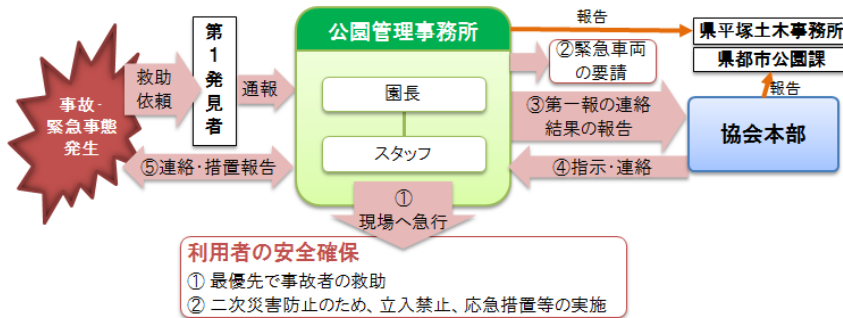 事故・
緊急事態
発生
救助
依頼
第1発見者
通報
公園管理事務所
園長
スタッフ
報告
県平塚土木事務所
県都市公園課
②緊急車両
の要請
報告
③第一報の連絡
結果の報告
協会本部
④指示・連絡
⑤連絡・措置報告
①
現場へ急行
利用者の安全確保
① 最優先で事故者の救助
② 二次災害防止のため、立入禁止、応急措置等の実施